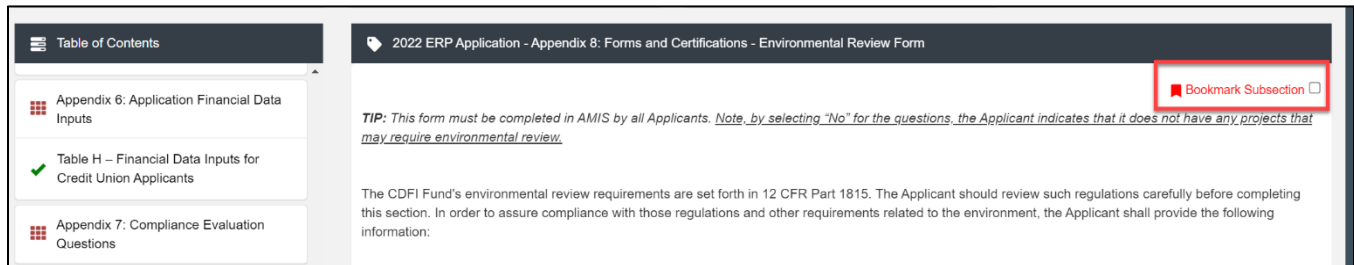 Table of Contents
Appendix 6: Application Financial Data
Inputs
Table H – Financial Data Inputs for
Credit Union Applicants
Appendix 7: Compliance Evaluation
Questions
2022 ERP Application - Appendix 8: Forms and Certifications - Environmental Review Form
Bookmark Subsection
TIP: This form must be completed in AMIS by all Applicants. Note, by selecting “No” for the questions, the Applicant indicates that it does not have any projects that
may require environmental review.
The CDFI Fund's environmental review requirements are set forth in 12 CFR Part 1815. The Applicant should review such regulations carefully before completing
this section. In order to assure compliance with those regulations and other requirements related to the environment, the Applicant shall provide the following
information: